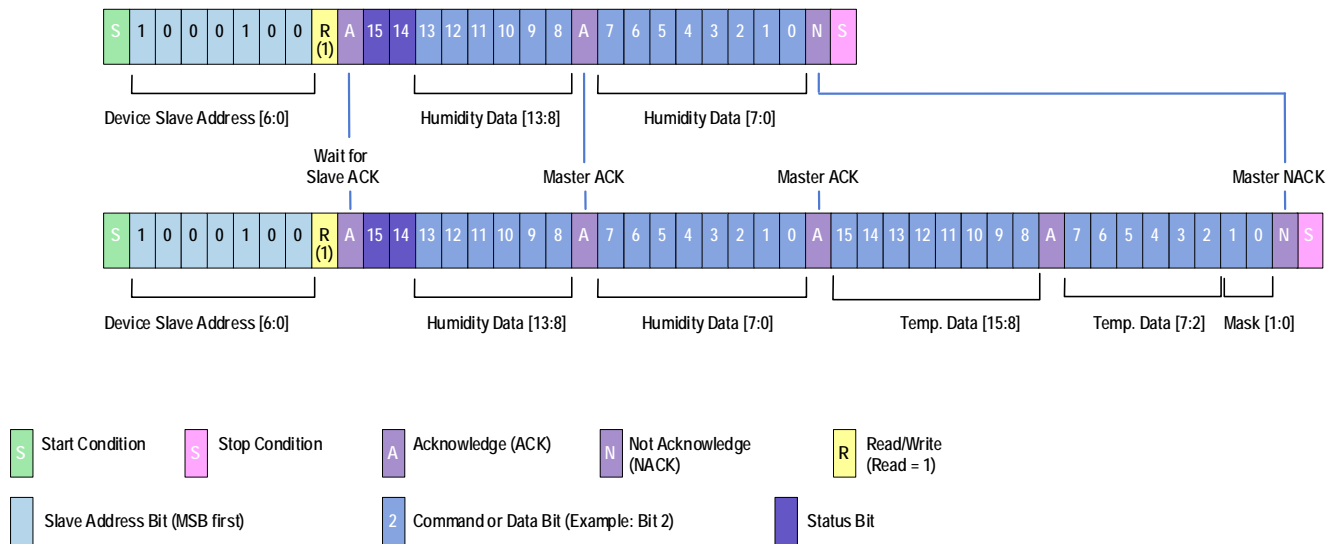 S 1 0 0 0 1 0 0 R (1) A 15 14 13 12 11 10 9 8 A 7 6 5 4 3 2 1 0 N S
Device Slave Address [6:0] Humidity Data [13:8] Humidity Data [7:0]
Wait for
Slave ACK Master ACK Master ACK Master NACK
S 1 0 0 0 1 0 0 R (1) A 15 14 13 12 11 10 9 8 A 7 6 5 4 3 2 1 0 A 15 14 13 12 11 10 9 8 A 7 6 5 4 3 2 1 0 N S
Device Slave Address [6:0] Humidity Data [13:8] Humidity Data [7:0] Temp. Data [15:8] Temp. Data [7:2] Mask [1:0]
S Start Condition S Stop Condition A Acknowledge (ACK) N Not Acknowledge (NACK) R Read/Write (Read = 1)
Slave Address Bit (MSB first) 2 Command or Data Bit (Example: Bit 2) Status Bit